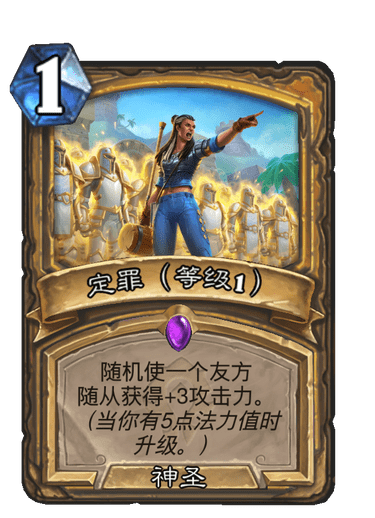 1
定罪（等级1）
随机使一个友方
随从获得+3攻击力。
（当你有5点法力值时
升级。）
神圣